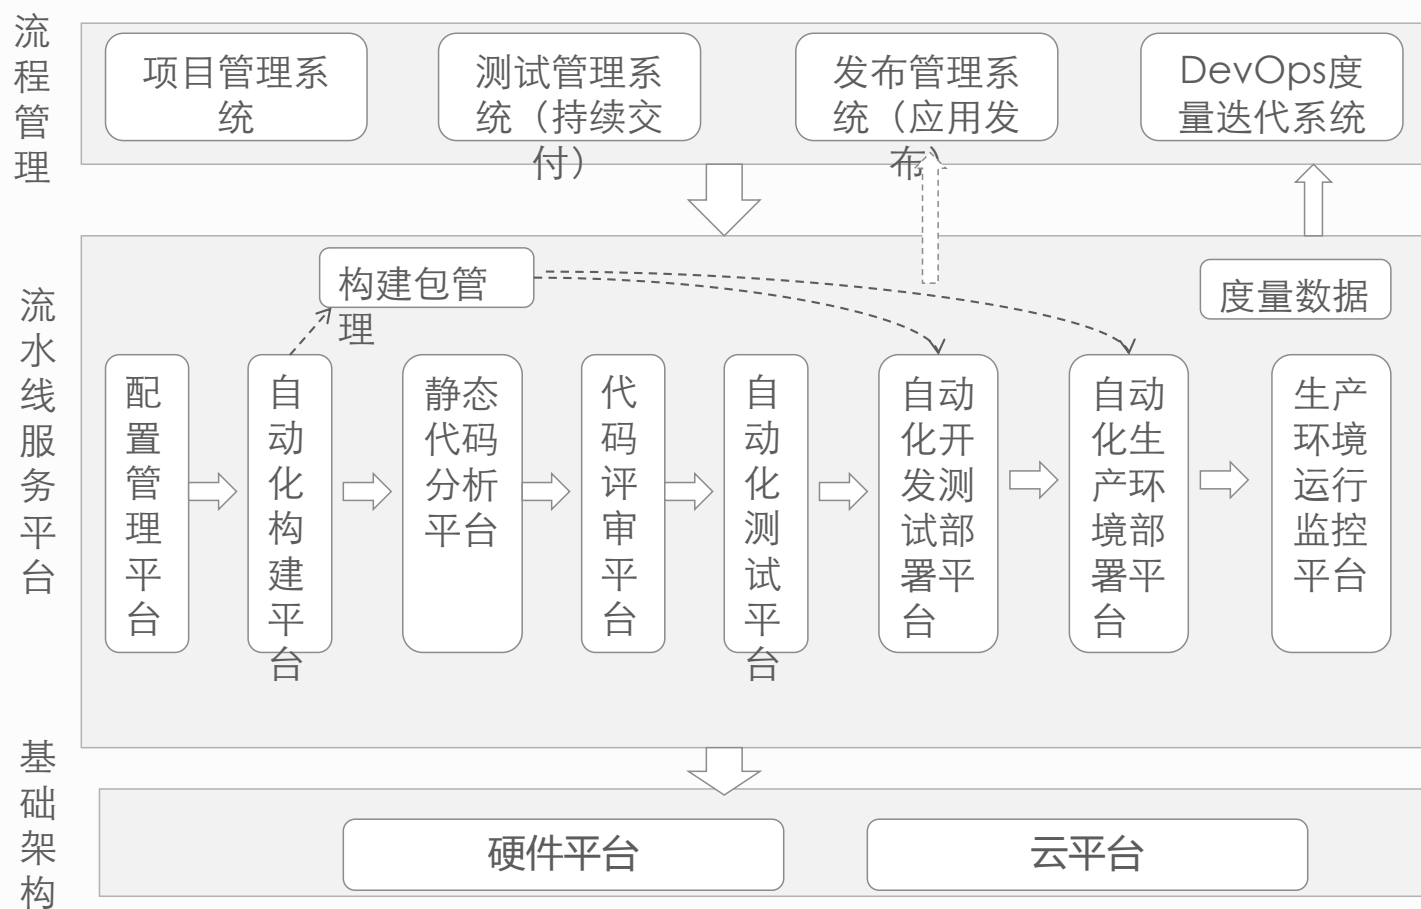 流程管理
项目管理系
统
测试管理系
统（持续交
付）
发布管理系
统（应用发
布）
DevOps度
量迭代系统
流水线服务平台
构建包管
理
度量数据
配置管理平台
自动化构建平台
静态
代码
分析
平台
代码评审平台
自动化测试平台
自动
化开
发测
试部
署平
台
自动
化生
产环
境部
署平
台
生产
环境
运行
监控
平台
基础架构
硬件平台
云平台